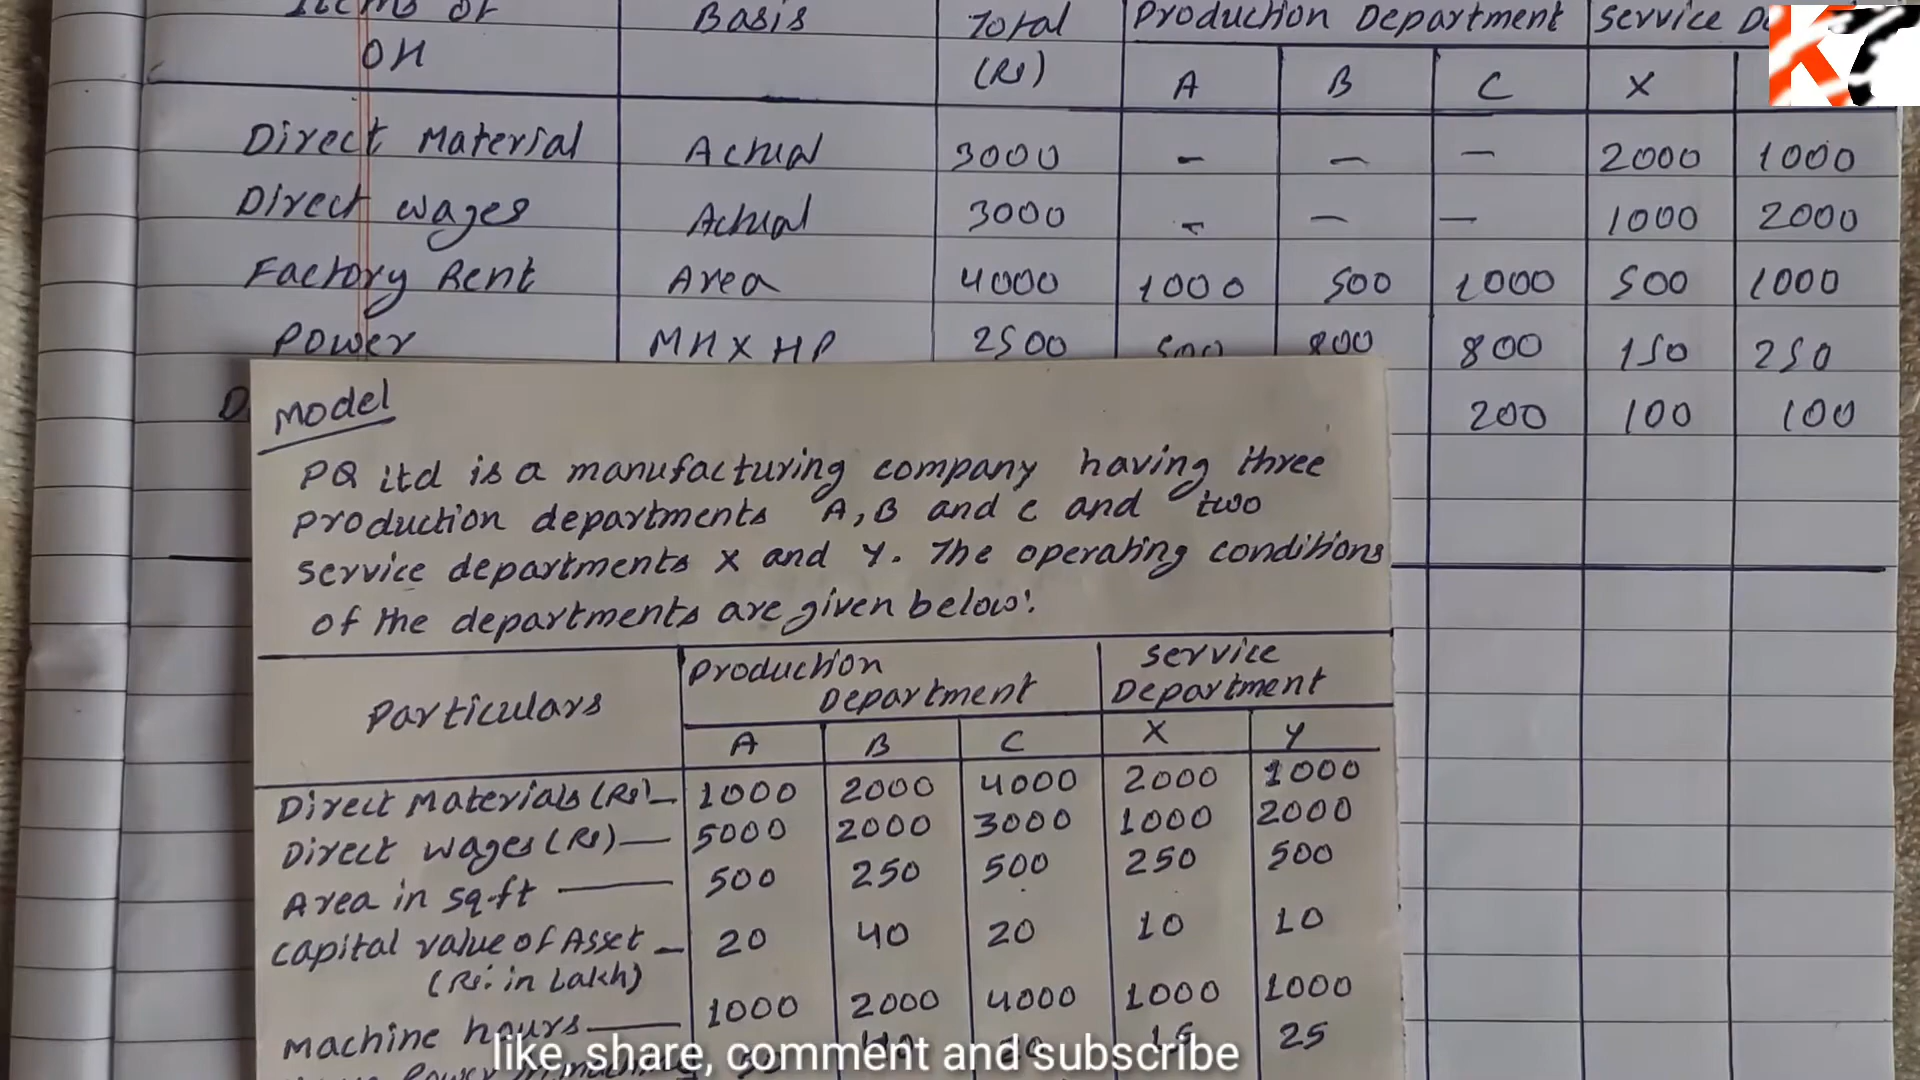 Items of Basis Total Production Department Service
OH (Rs) A B C X
Direct Material Actual 3000 - - - 2000 1000
Direct wages Actual 3000 - - - 1000 2000
Factory Rent Area 4000 1000 500 1000 500 1000
Power MH X HP 2500 500 800 800 150 250
200 100 100
Model
PQ ltd is a manufacturing company having three
production departments A, B and C and two
service departments X and Y. The operating conditions
of the departments are given below:
Particulars Production Department Service Department
A B C X Y
Direct Materials (Rs) - 1000 2000 4000 2000 1000
Direct wages (Rs) - 5000 2000 3000 1000 2000
Area in sq.ft - 500 250 500 250 500
capital value of Asset - 20 40 20 10 10
(Rs. in Lakh)
Machine hours - 1000 2000 4000 1000 1000
Power 15 25
like, share, comment and subscribe